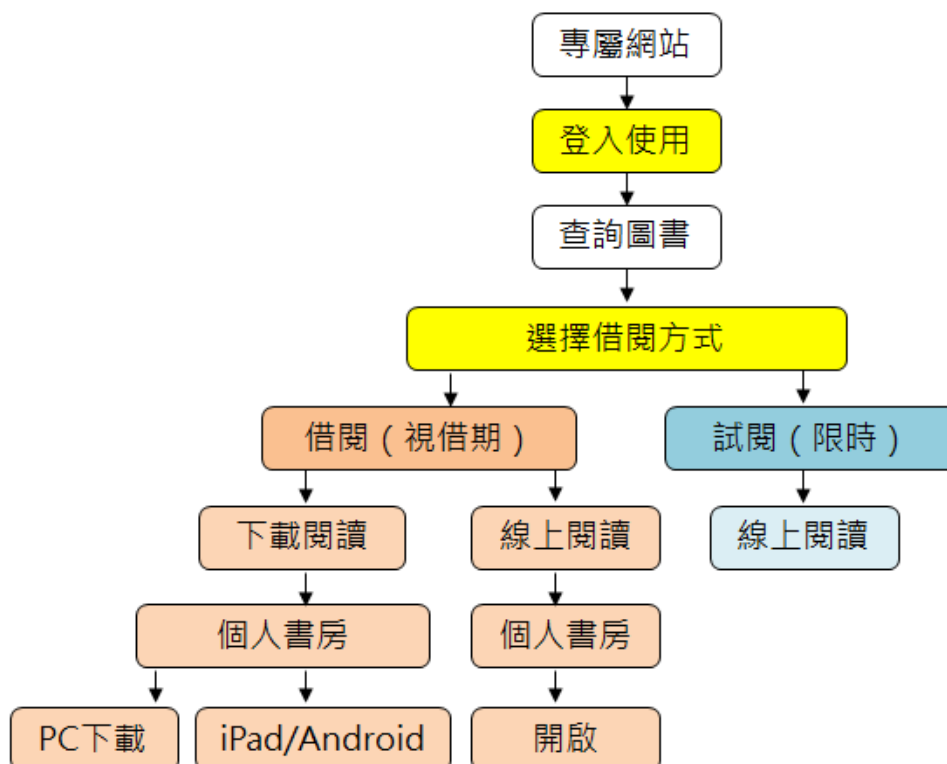 專屬網站
登入使用
查詢圖書
選擇借閱方式
借閱（視借期）
試閱（限時）
下載閱讀
線上閱讀
線上閱讀
個人書房
個人書房
PC下載
iPad/Android
開啟